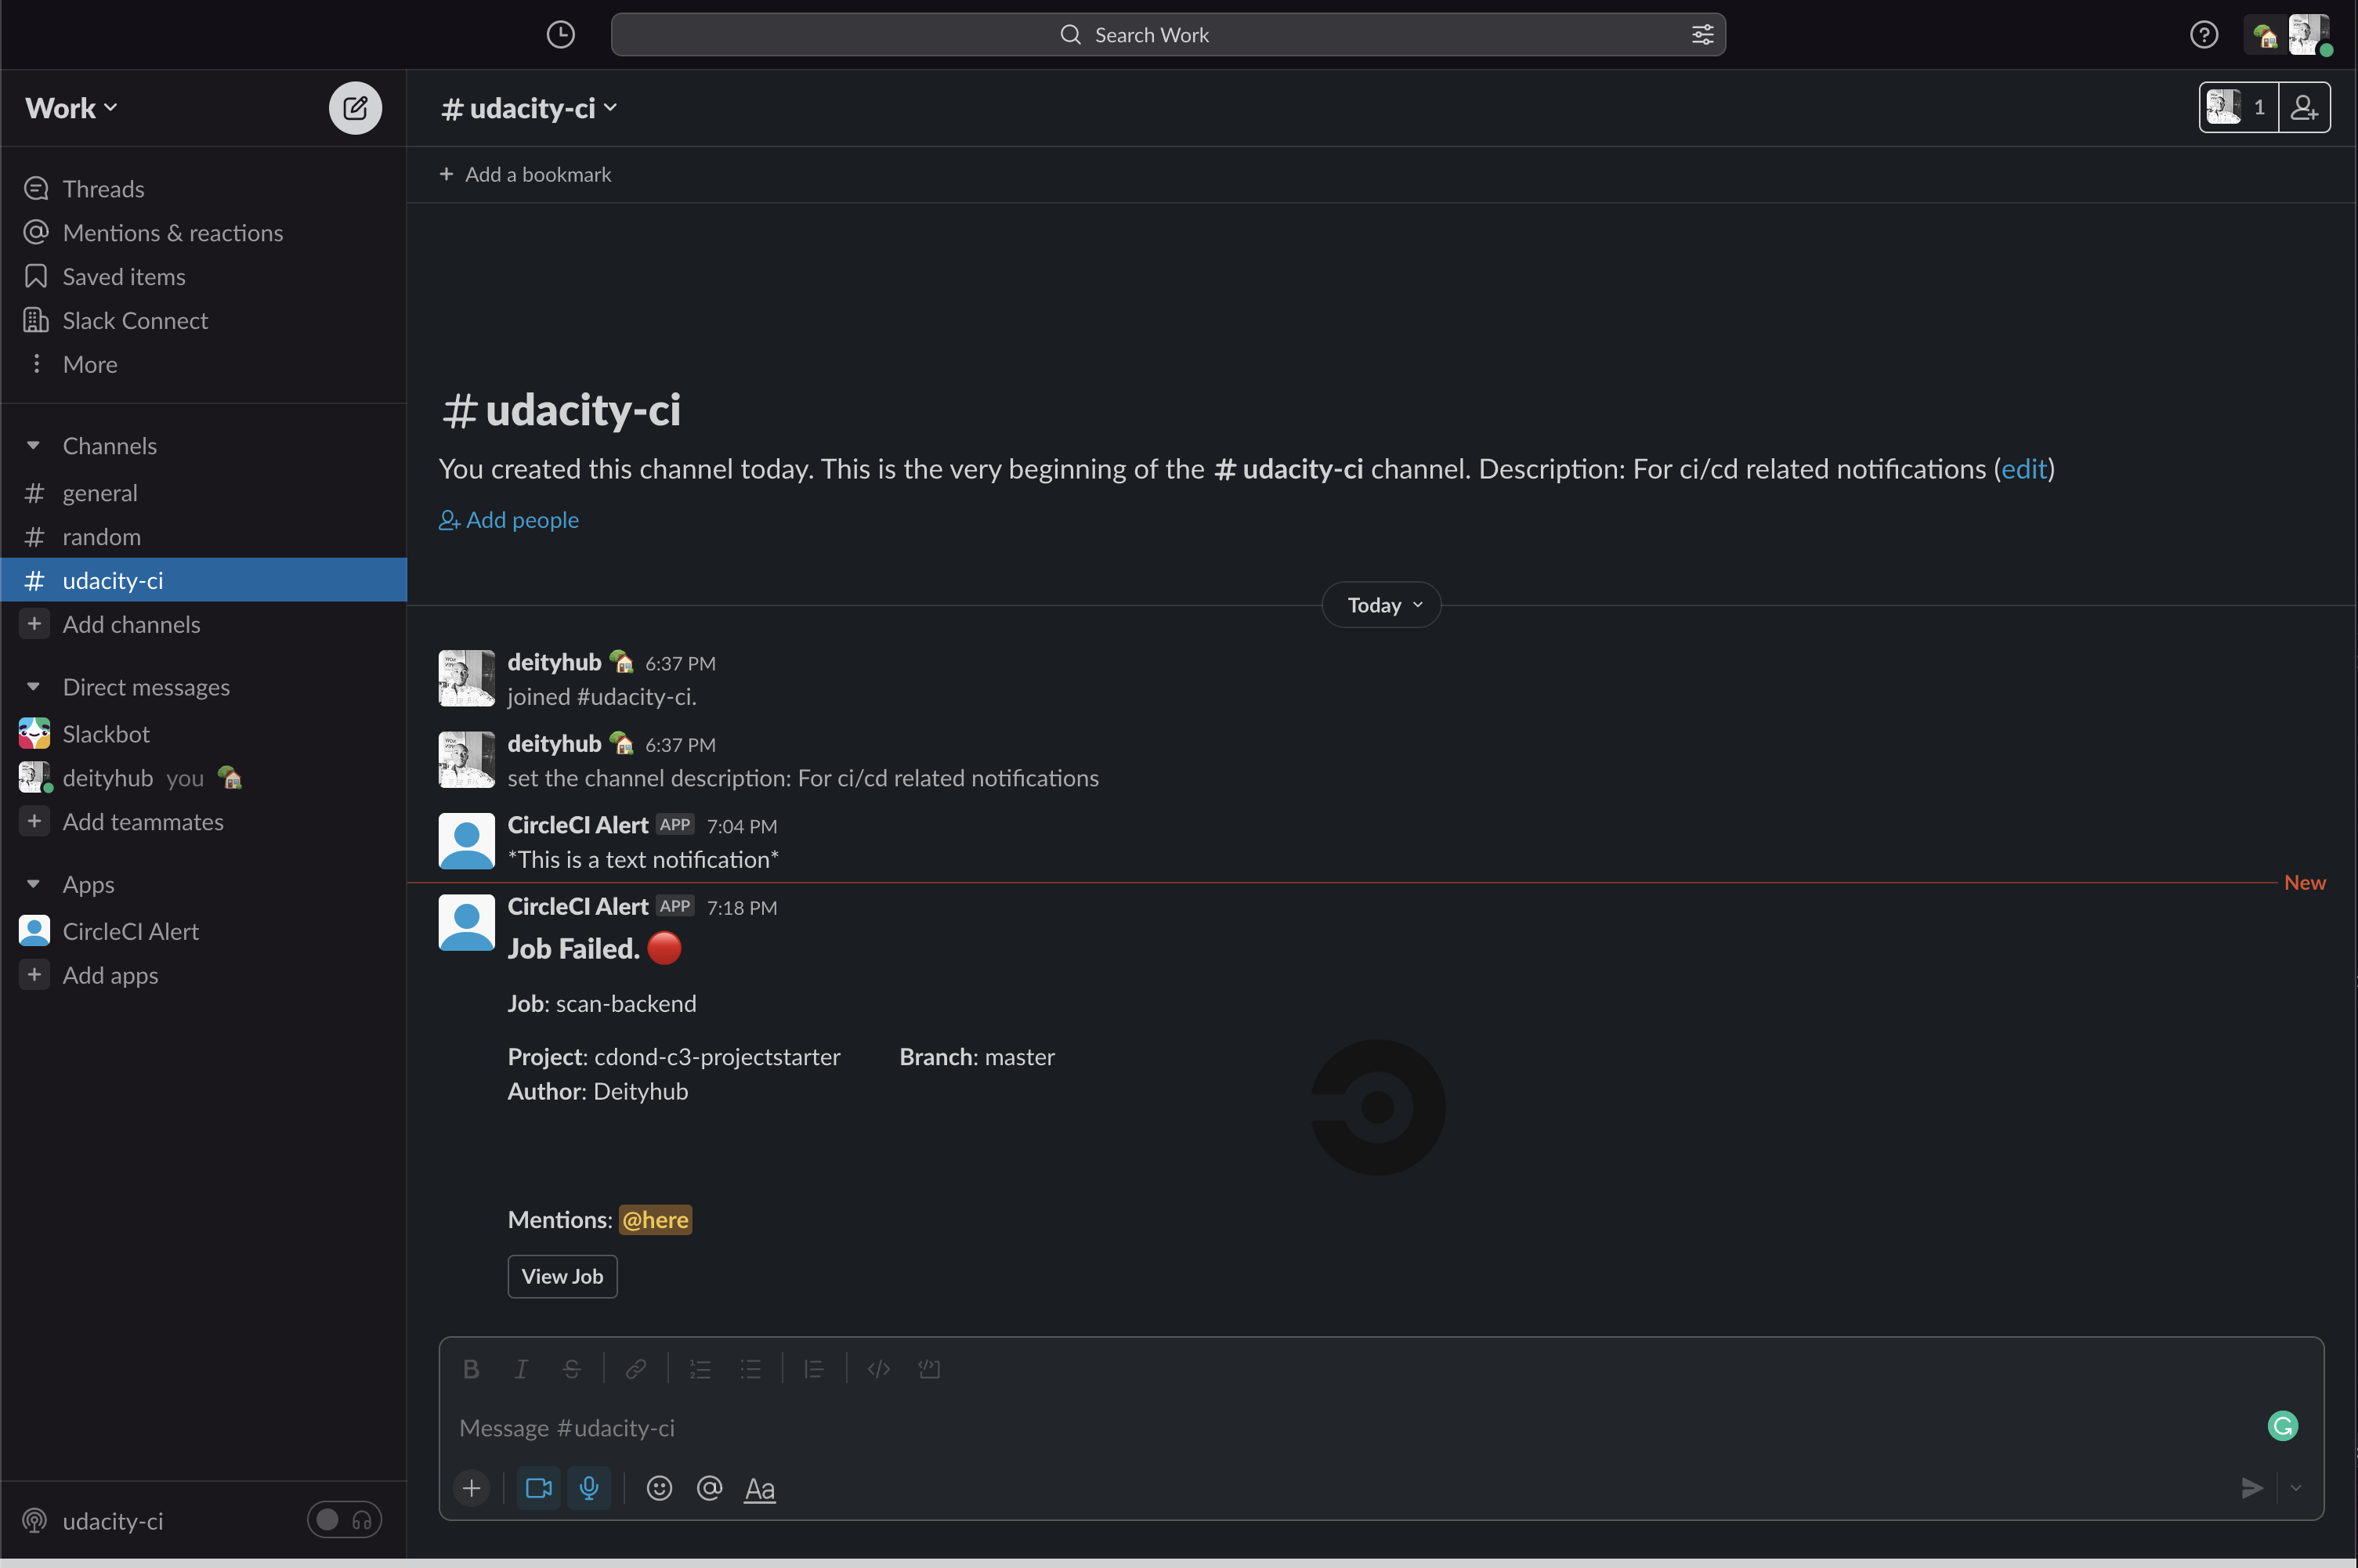 Search Work
Work
# udacity-ci
1
+ Add a bookmark
Threads
Mentions & reactions
Saved items
Slack Connect
More
Channels
# general
# random
# udacity-ci
+ Add channels
Direct messages
Slackbot
deityhub you
+ Add teammates
Apps
CircleCI Alert
+ Add apps
udacity-ci
# udacity-ci
You created this channel today. This is the very beginning of the # udacity-ci channel. Description: For ci/cd related notifications (edit)
Add people
Today
deityhub 6:37 PM
joined #udacity-ci.
deityhub 6:37 PM
set the channel description: For ci/cd related notifications
CircleCI Alert APP 7:04 PM
*This is a text notification*
New
CircleCI Alert APP 7:18 PM
Job Failed.
Job: scan-backend
Project: cdond-c3-projectstarter Branch: master
Author: Deityhub
Mentions: @here
View Job
Message #udacity-ci
Aa